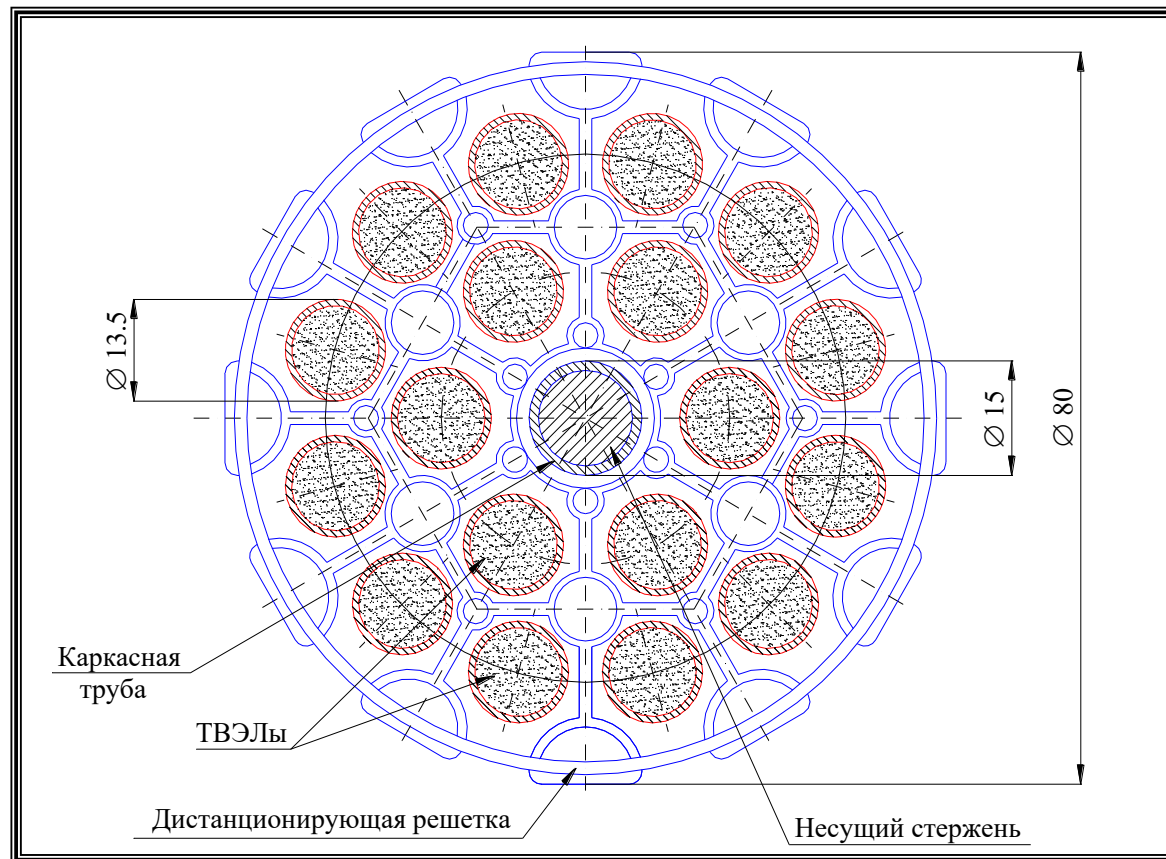 ∅ 13.5
∅ 15
∅ 80
Каркасная
труба
ТВЭЛы
Дистанционирующая решетка
Несущий стержень